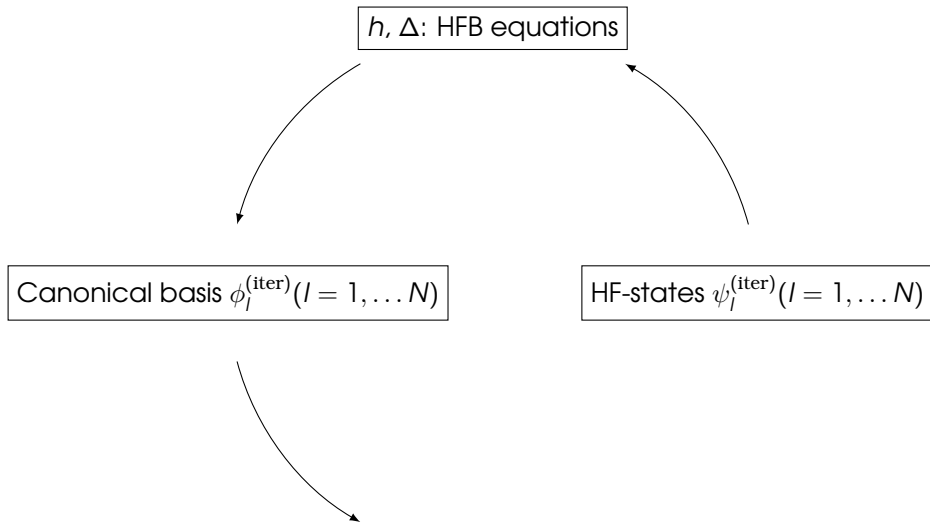 h, Δ: HFB equations
Canonical basis ϕ_l^{(iter)}(l = 1, … N)
HF-states ψ_l^{(iter)}(l = 1, … N)